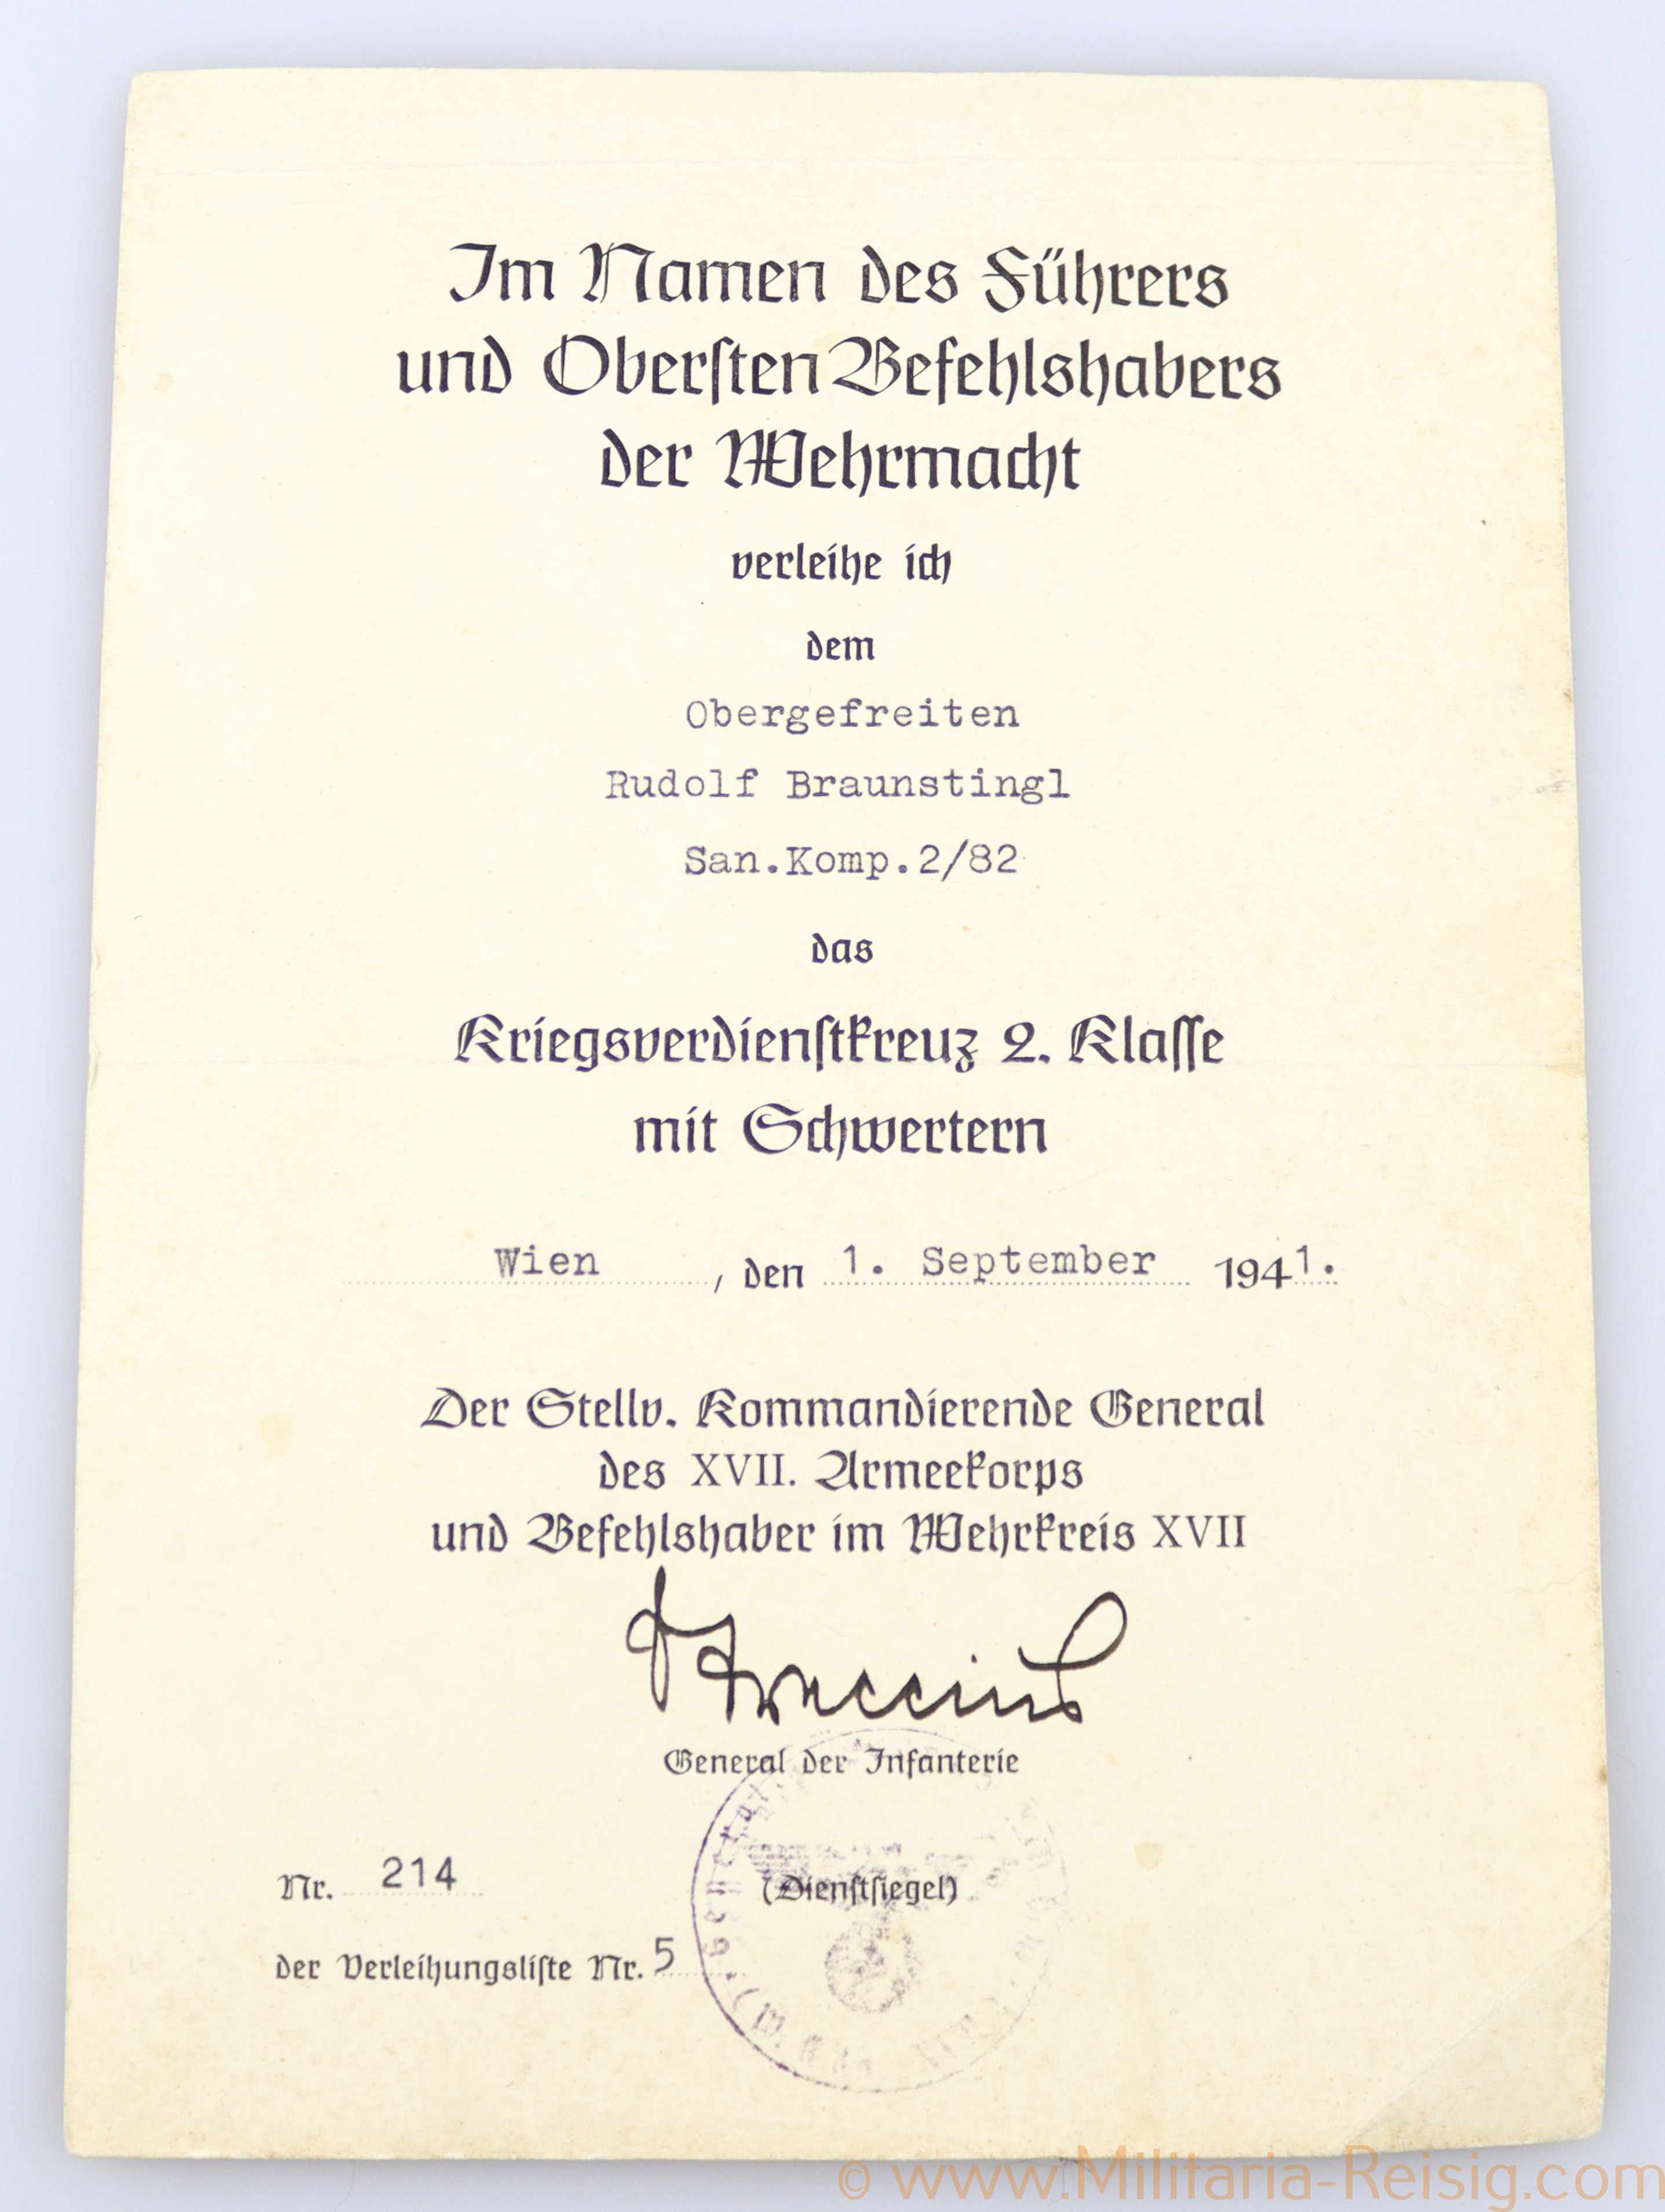 Im Namen des Führers
und Oberſten Befehlshabers
der Wehrmacht
verleihe ich
dem
Obergefreiten
Rudolf Braunstingl
San.Komp.2/82
das
Kriegsverdienſtkreuz 2. Klaſſe
mit Schwertern
Wien, den 1. September 1941.
Der Stellv. Kommandierende General
des XVII. Armeekorps
und Befehlshaber im Wehrkreis XVII
General der Infanterie
Nr. 214
(Dienſtſiegel)
der Verleihungsliſte Nr. 5
© www.Militaria-Reisig.com